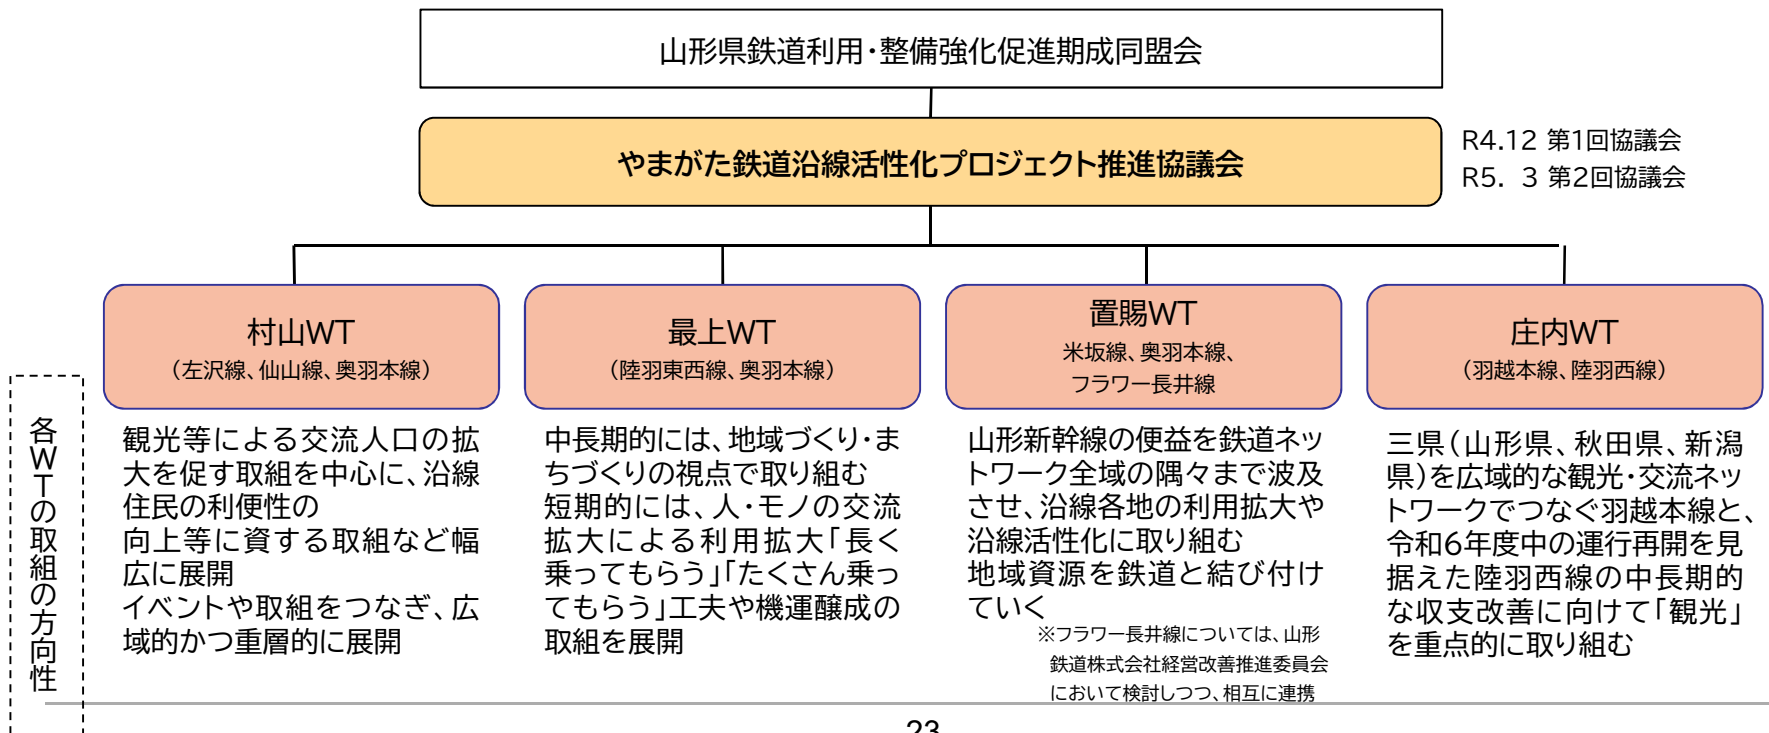 山形県鉄道利用・整備強化促進期成同盟会
やまがた鉄道沿線活性化プロジェクト推進協議会
R4.12 第1回協議会
R5. 3 第2回協議会
村山WT
（左沢線、仙山線、奥羽本線）
最上WT
（陸羽東西線、奥羽本線）
置賜WT
米坂線、奥羽本線、
フラワー長井線
庄内WT
（羽越本線、陸羽西線）
各WTの取組の方向性
観光等による交流人口の拡
大を促す取組を中心に、沿線
住民の利便性の
向上等に資する取組など幅
広に展開
イベントや取組をつなぎ、広
域的かつ重層的に展開
中長期的には、地域づくり・ま
ちづくりの視点で取り組む
短期的には、人・モノの交流
拡大による利用拡大「長く
乗ってもらう」「たくさん乗っ
てもらう」工夫や機運醸成の
取組を展開
山形新幹線の便益を鉄道ネッ
トワーク全域の隅々まで波及
させ、沿線各地の利用拡大や
沿線活性化に取り組む
地域資源を鉄道と結び付け
ていく
※フラワー長井線については、山形
鉄道株式会社経営改善推進委員会
において検討しつつ、相互に連携
三県（山形県、秋田県、新潟
県）を広域的な観光・交流ネッ
トワークでつなぐ羽越本線と、
令和6年度中の運行再開を見
据えた陸羽西線の中長期的
な収支改善に向けて「観光」
を重点的に取り組む
23